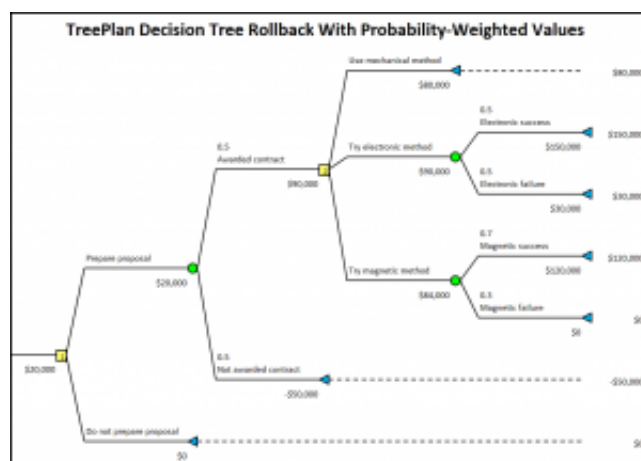 TreePlan Decision Tree Rollback With Probability-Weighted Values
Use mechanical method
$80,000
$80,000
0.5
Electronic success
$150,000
$150,000
Try electronic method
$90,000
0.5
Electronic failure
$30,000
$30,000
0.5
Awarded contract
$90,000
0.7
Magnetic success
$120,000
$120,000
Try magnetic method
$84,000
0.3
Magnetic failure
$0
$0
Prepare proposal
$20,000
0.5
Not awarded contract
-$50,000
-$50,000
$20,000
Do not prepare proposal
$0
$0